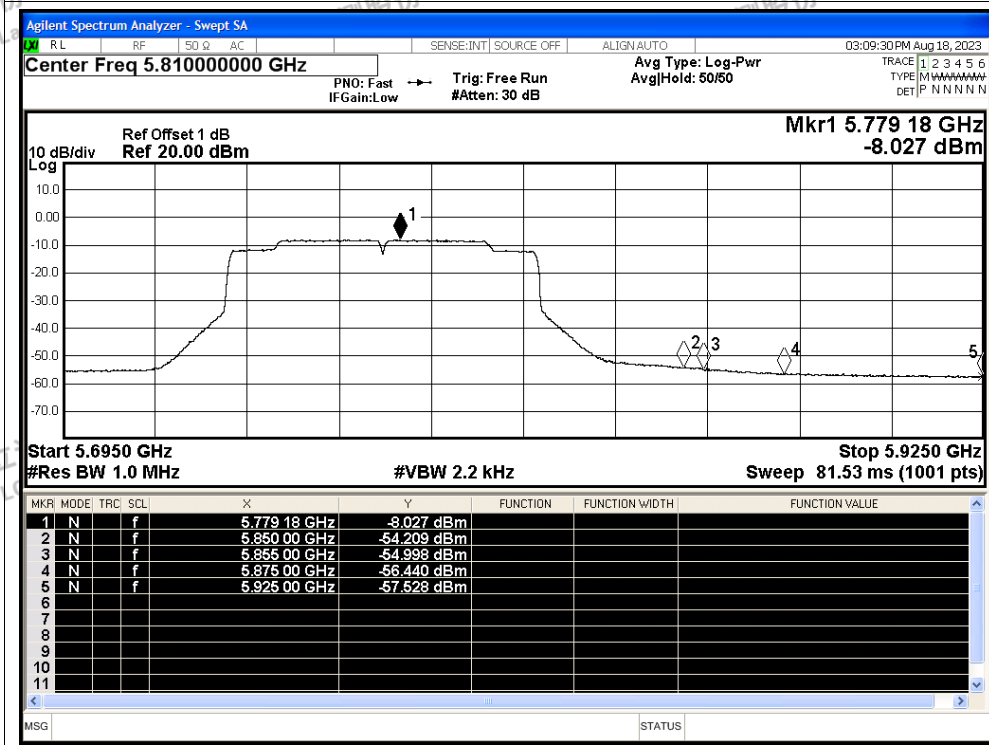 Agilent Spectrum Analyzer - Swept SA
LXI RL RF 50 Ω AC SENSE:INT SOURCE OFF ALIGN AUTO 03:09:30 PM Aug 18, 2023
Center Freq 5.810000000 GHz
PNO: Fast
IFGain:Low
Trig: Free Run
#Atten: 30 dB
Avg Type: Log-Pwr
Avg|Hold: 50/50
TRACE 1 2 3 4 5 6
TYPE M
DET P N N N N N
Mkr1 5.779 18 GHz
-8.027 dBm
Ref Offset 1 dB
10 dB/div Ref 20.00 dBm
Log
10.0
0.00
-10.0
-20.0
-30.0
-40.0
-50.0
-60.0
-70.0
1
2 3 4 5
Start 5.6950 GHz Stop 5.9250 GHz
#Res BW 1.0 MHz #VBW 2.2 kHz Sweep 81.53 ms (1001 pts)
MKR MODE TRC SCL X Y FUNCTION FUNCTION WIDTH FUNCTION VALUE
1 N f 5.779 18 GHz -8.027 dBm
2 N f 5.850 00 GHz -54.209 dBm
3 N f 5.855 00 GHz -54.998 dBm
4 N f 5.875 00 GHz -56.440 dBm
5 N f 5.925 00 GHz -57.528 dBm
6
7
8
9
10
11
MSG STATUS